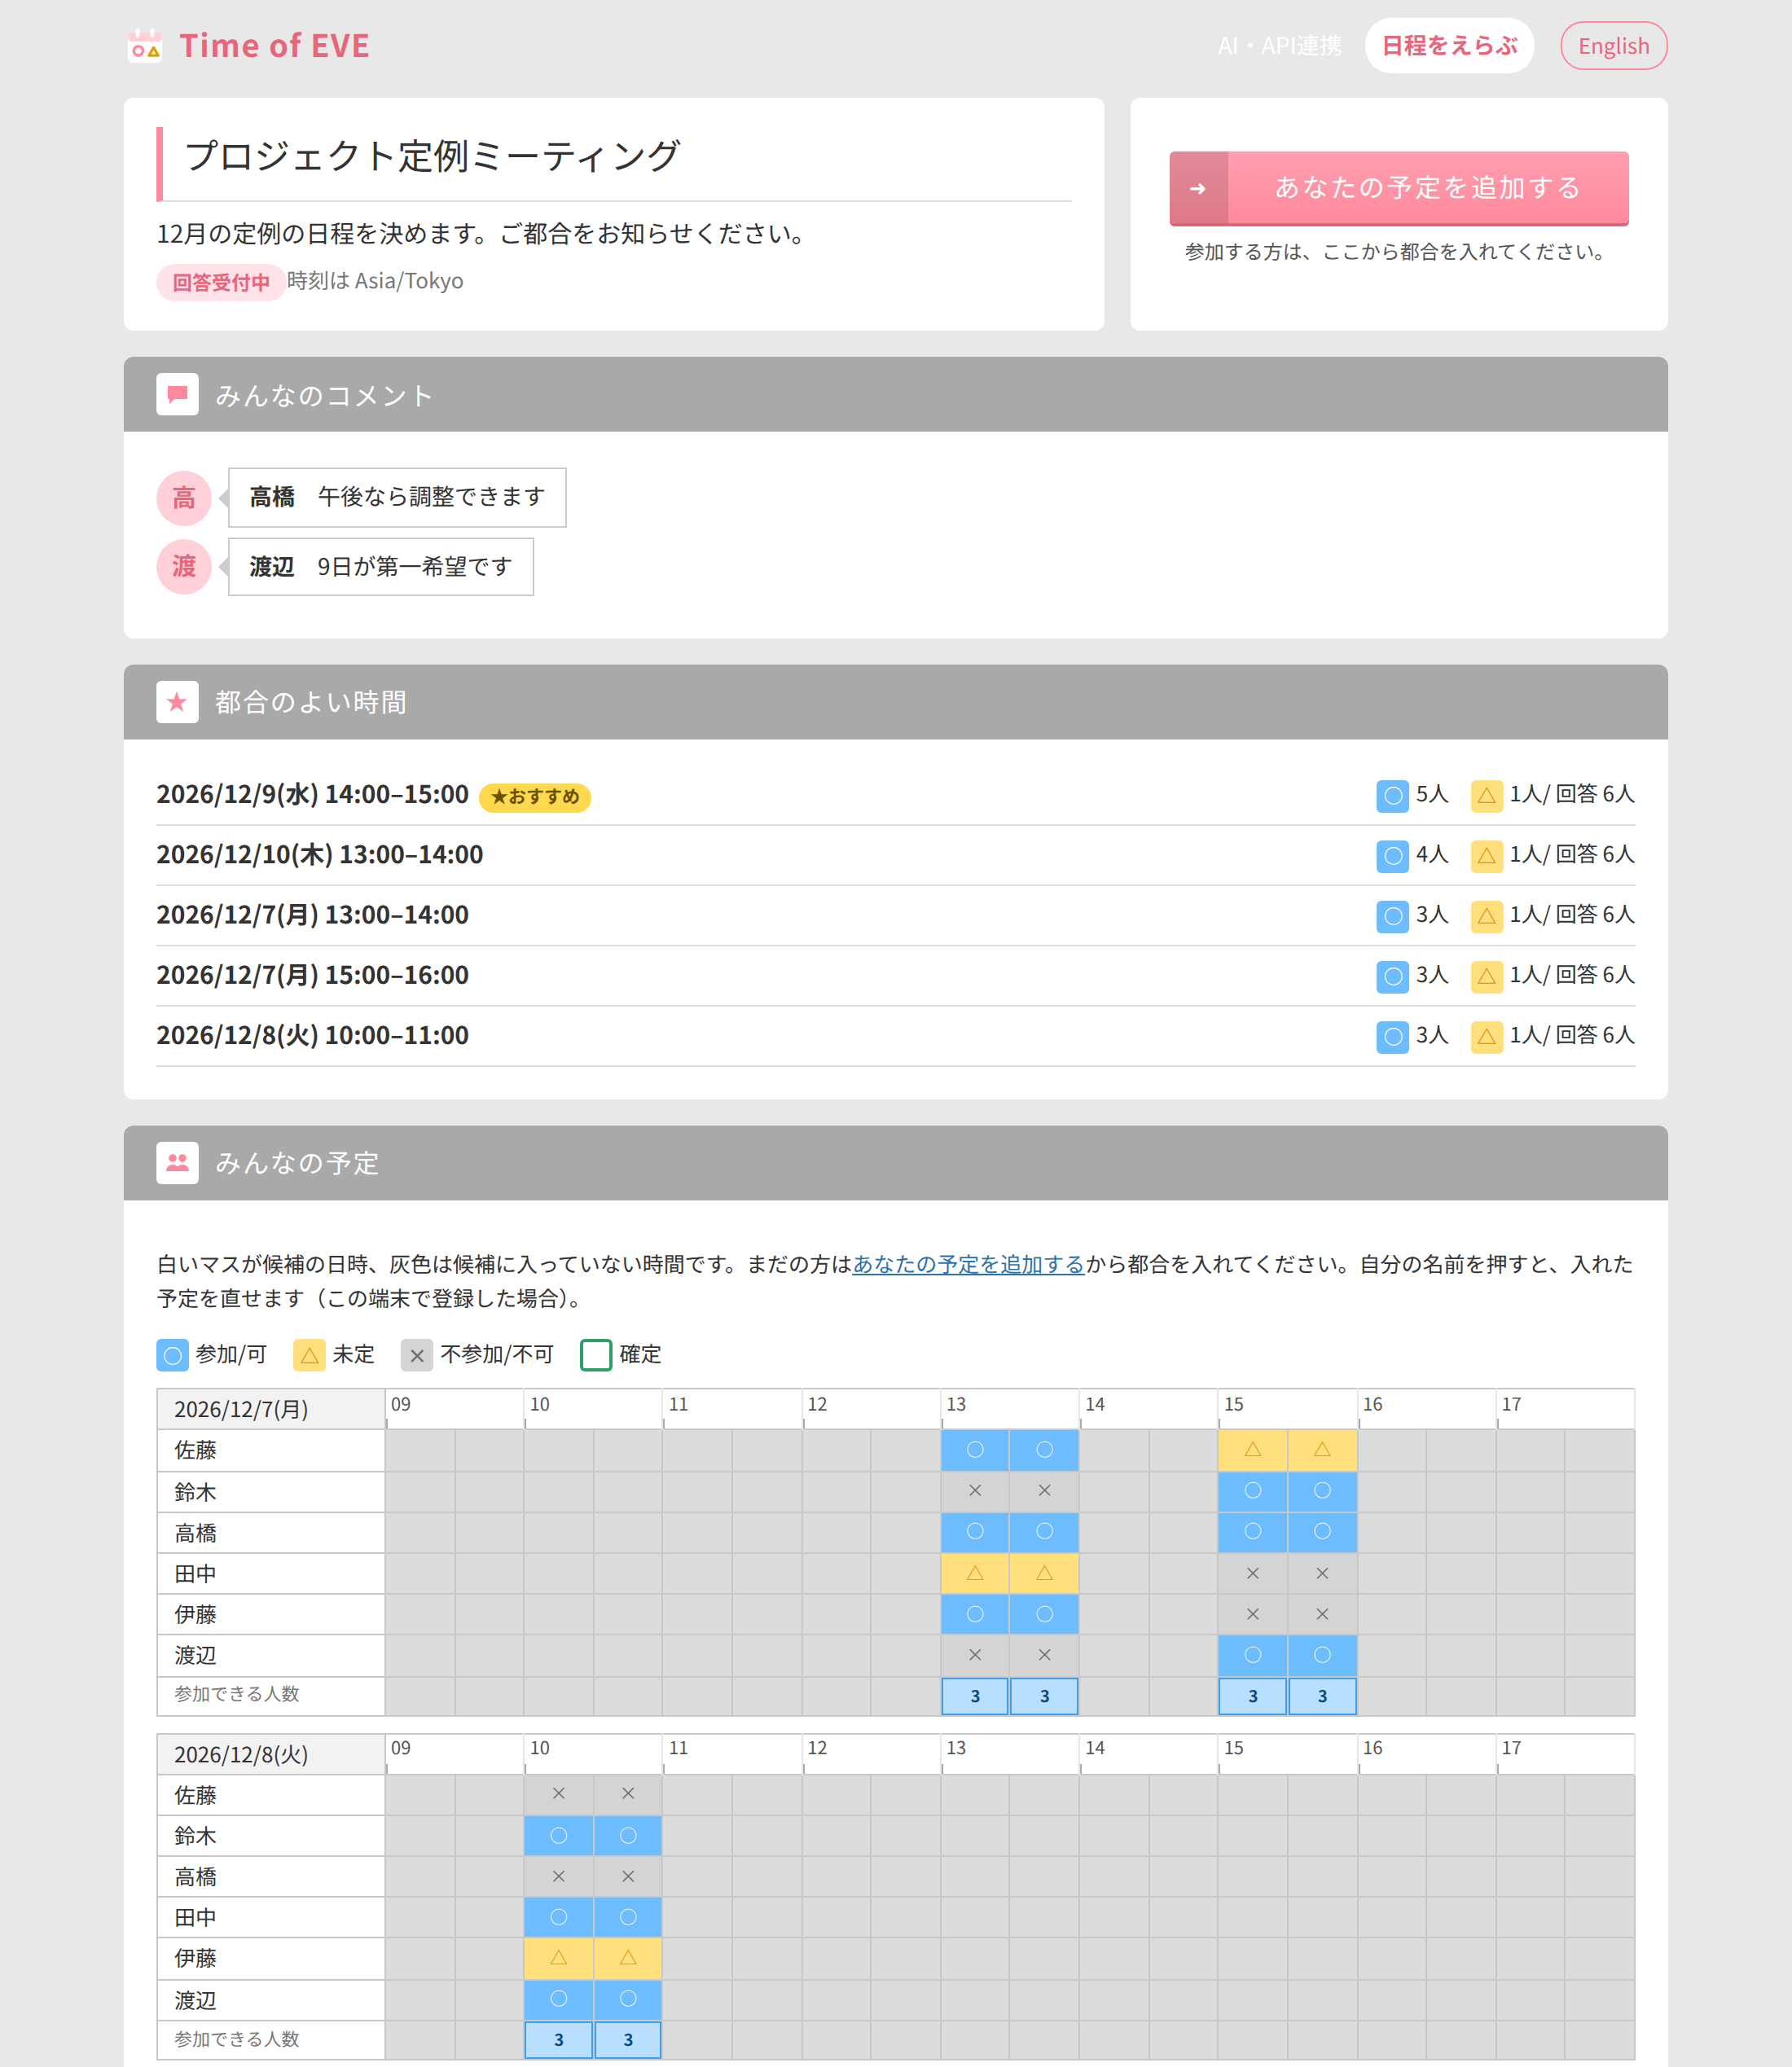 Time of EVE
AI・API連携 日程をえらぶ English
プロジェクト定例ミーティング
12月の定例の日程を決めます。ご都合をお知らせください。
回答受付中 時刻は Asia/Tokyo
→ あなたの予定を追加する
参加する方は、ここから都合を入れてください。
みんなのコメント
高 高橋 午後なら調整できます
渡 渡辺 9日が第一希望です
★ 都合のよい時間
2026/12/9(水) 14:00–15:00 ★おすすめ ○ 5人 △ 1人/ 回答 6人
2026/12/10(木) 13:00–14:00 ○ 4人 △ 1人/ 回答 6人
2026/12/7(月) 13:00–14:00 ○ 3人 △ 1人/ 回答 6人
2026/12/7(月) 15:00–16:00 ○ 3人 △ 1人/ 回答 6人
2026/12/8(火) 10:00–11:00 ○ 3人 △ 1人/ 回答 6人
みんなの予定
白いマスが候補の日時、灰色は候補に入っていない時間です。まだの方はあなたの予定を追加するから都合を入れてください。自分の名前を押すと、入れた
予定を直せます（この端末で登録した場合）。
○ 参加/可 △ 未定 × 不参加/不可 確定
2026/12/7(月) 09 10 11 12 13 14 15 16 17
佐藤 ○ ○ △ △
鈴木 × × ○ ○
高橋 ○ ○ ○ ○
田中 △ △ × ×
伊藤 ○ ○ × ×
渡辺 × × ○ ○
参加できる人数 3 3 3 3
2026/12/8(火) 09 10 11 12 13 14 15 16 17
佐藤 × ×
鈴木 ○ ○
高橋 × ×
田中 ○ ○
伊藤 △ △
渡辺 ○ ○
参加できる人数 3 3